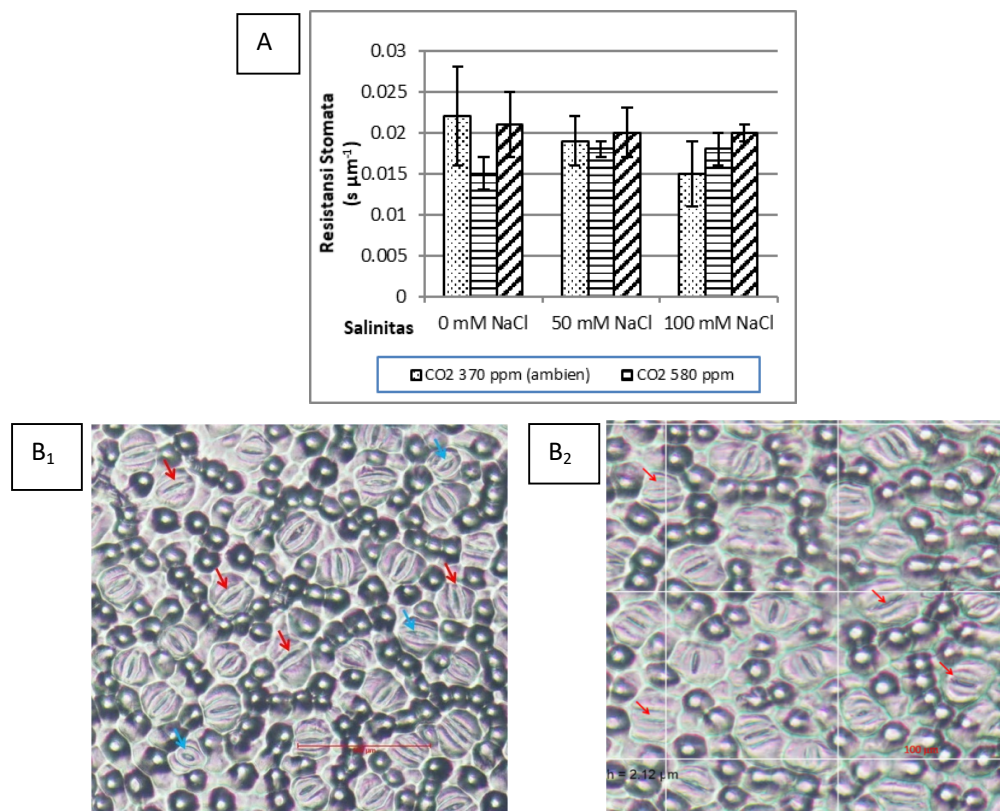 A
0.03
0.025
0.02
0.015
0.01
0.005
0
Resistansi Stomata
(s µm⁻¹)
Salinitas
0 mM NaCl 50 mM NaCl 100 mM NaCl
CO2 370 ppm (ambien) CO2 580 ppm
B₁
B₂
100 µm
h = 2.12 µm